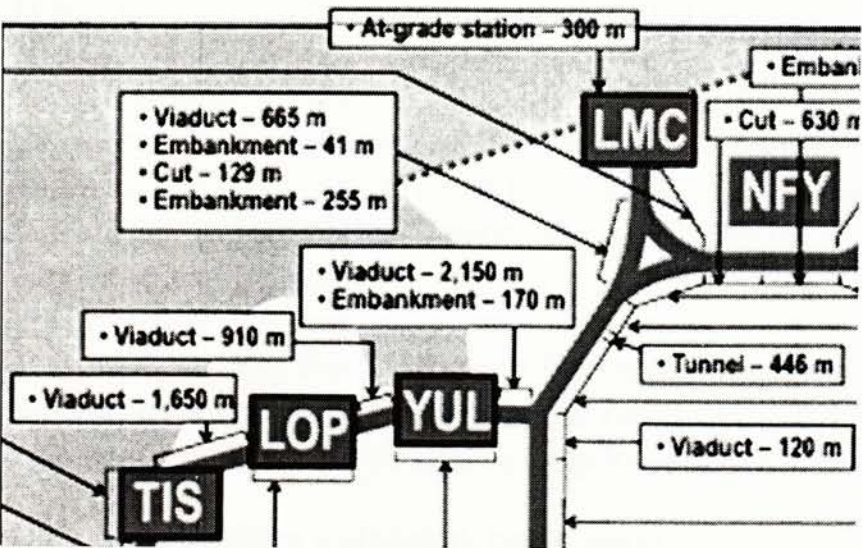 • At-grade station – 300 m
• Emban
• Viaduct – 665 m
• Embankment – 41 m
• Cut – 129 m
• Embankment – 255 m
LMC
• Cut – 630 m
NFY
• Viaduct – 2,150 m
• Embankment – 170 m
• Viaduct – 910 m
• Tunnel – 446 m
• Viaduct – 1,650 m
LOP
YUL
• Viaduct – 120 m
TIS